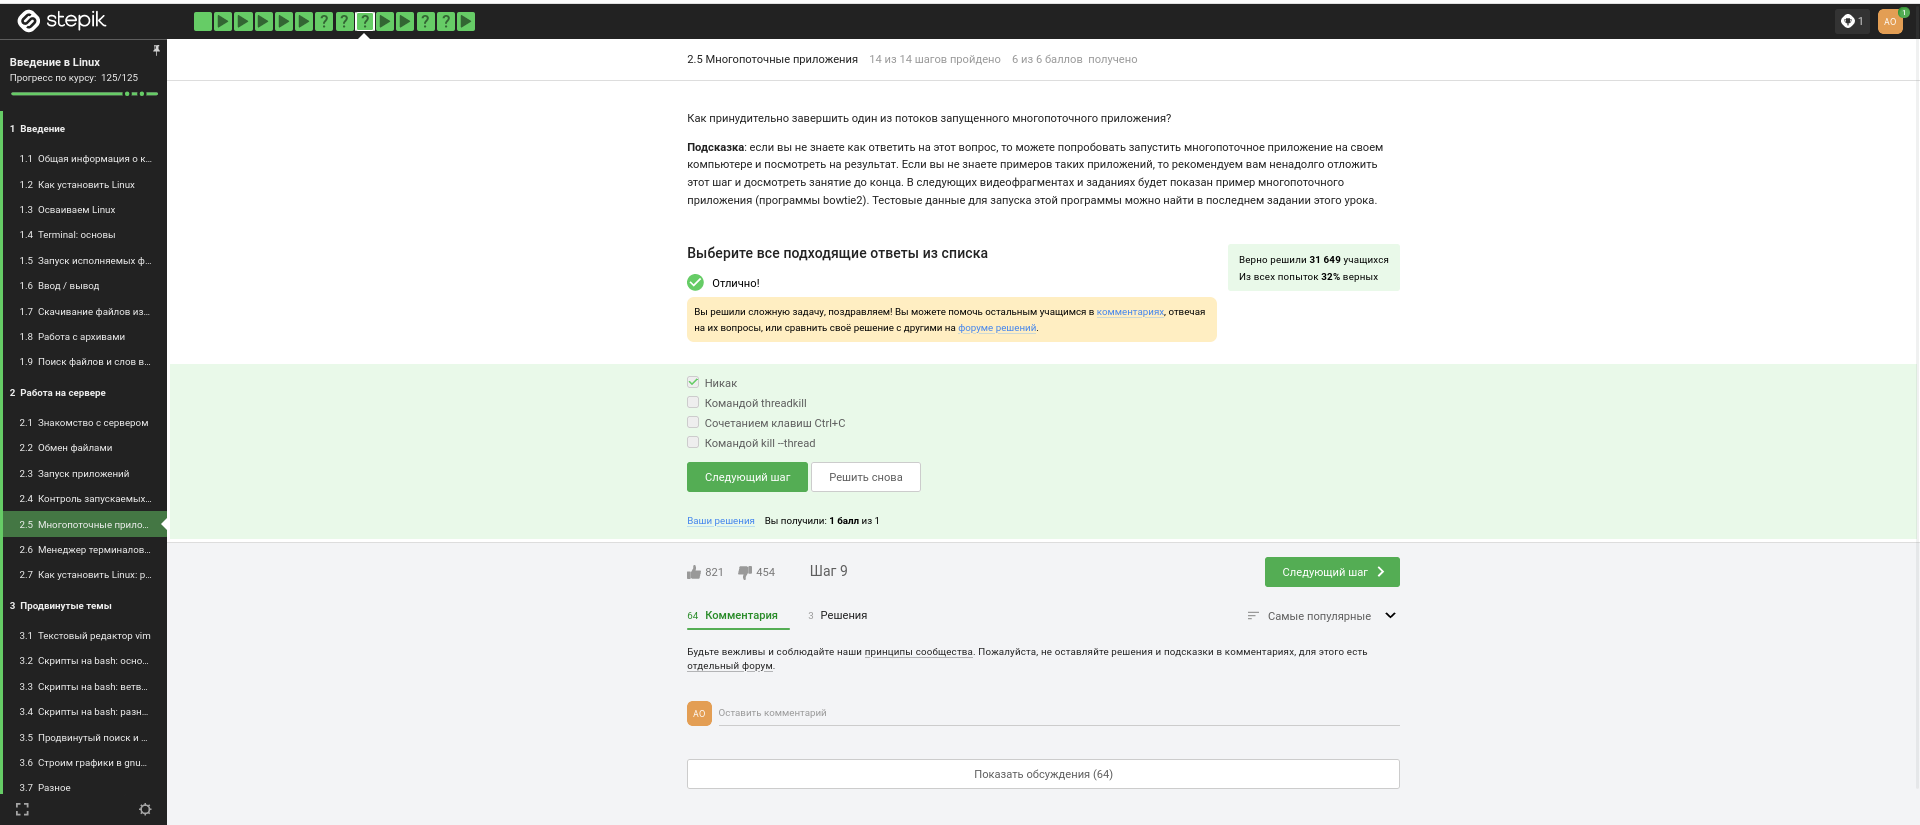 stepik
? ? ? ? ?
1
АО
1
Введение в Linux
Прогресс по курсу: 125/125
1 Введение
1.1 Общая информация о к...
1.2 Как установить Linux
1.3 Осваиваем Linux
1.4 Terminal: основы
1.5 Запуск исполняемых ф...
1.6 Ввод / вывод
1.7 Скачивание файлов из...
1.8 Работа с архивами
1.9 Поиск файлов и слов в...
2 Работа на сервере
2.1 Знакомство с сервером
2.2 Обмен файлами
2.3 Запуск приложений
2.4 Контроль запускаемых...
2.5 Многопоточные прило...
2.6 Менеджер терминалов...
2.7 Как установить Linux: р...
3 Продвинутые темы
3.1 Текстовый редактор vim
3.2 Скрипты на bash: осно...
3.3 Скрипты на bash: ветв...
3.4 Скрипты на bash: разн...
3.5 Продвинутый поиск и ...
3.6 Строим графики в gnu...
3.7 Разное
2.5 Многопоточные приложения 14 из 14 шагов пройдено 6 из 6 баллов получено
Как принудительно завершить один из потоков запущенного многопоточного приложения?
Подсказка: если вы не знаете как ответить на этот вопрос, то можете попробовать запустить многопоточное приложение на своем
компьютере и посмотреть на результат. Если вы не знаете примеров таких приложений, то рекомендуем вам ненадолго отложить
этот шаг и досмотреть занятие до конца. В следующих видеофрагментах и заданиях будет показан пример многопоточного
приложения (программы bowtie2). Тестовые данные для запуска этой программы можно найти в последнем задании этого урока.
Выберите все подходящие ответы из списка
Верно решили 31 649 учащихся
Из всех попыток 32% верных
Отлично!
Вы решили сложную задачу, поздравляем! Вы можете помочь остальным учащимся в комментариях, отвечая
на их вопросы, или сравнить своё решение с другими на форуме решений.
Никак
Командой threadkill
Сочетанием клавиш Ctrl+C
Командой kill --thread
Следующий шаг Решить снова
Ваши решения Вы получили: 1 балл из 1
821 454 Шаг 9 Следующий шаг
64 Комментария 3 Решения Самые популярные
Будьте вежливы и соблюдайте наши принципы сообщества. Пожалуйста, не оставляйте решения и подсказки в комментариях, для этого есть
отдельный форум.
АО Оставить комментарий
Показать обсуждения (64)